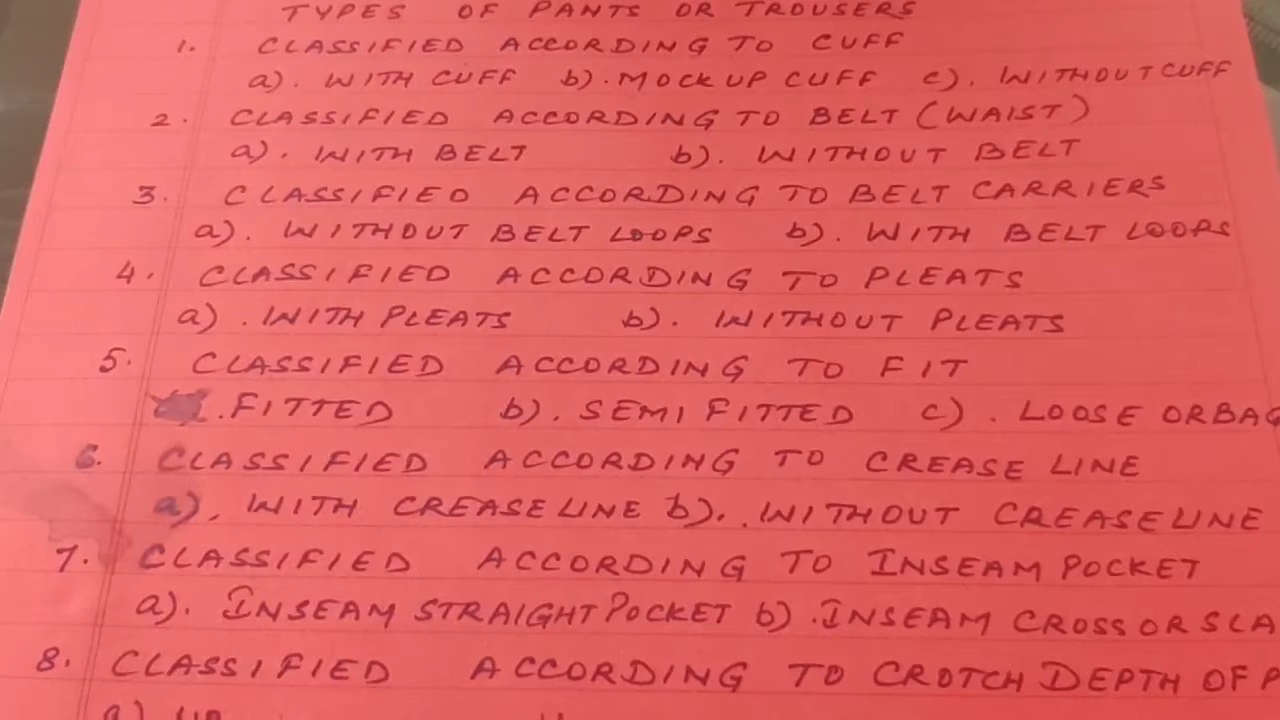 TYPES OF PANTS OR TROUSERS
1. CLASSIFIED ACCORDING TO CUFF
a). WITH CUFF b). MOCK UP CUFF c). WITHOUT CUFF
2. CLASSIFIED ACCORDING TO BELT (WAIST)
a). WITH BELT b). WITHOUT BELT
3. CLASSIFIED ACCORDING TO BELT CARRIERS
a). WITHOUT BELT LOOPS b). WITH BELT LOOPS
4. CLASSIFIED ACCORDING TO PLEATS
a). WITH PLEATS b). WITHOUT PLEATS
5. CLASSIFIED ACCORDING TO FIT
. FITTED b). SEMI FITTED c). LOOSE OR
6. CLASSIFIED ACCORDING TO CREASE LINE
a). WITH CREASE LINE b). WITHOUT CREASE LINE
7. CLASSIFIED ACCORDING TO INSEAM POCKET
a). INSEAM STRAIGHT POCKET b). INSEAM CROSS OR
8. CLASSIFIED ACCORDING TO CROTCH DEPTH OF